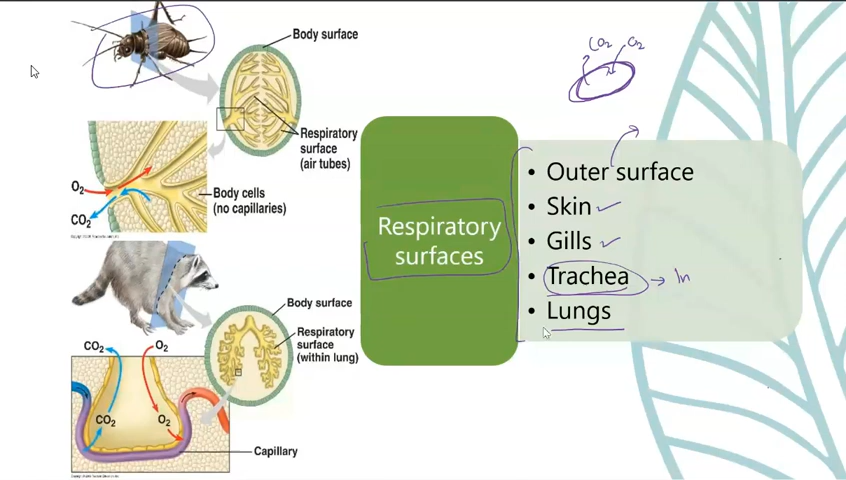 Body surface
Respiratory
surface
(air tubes)
O2
CO2
Body cells
(no capillaries)
Body surface
Respiratory
surface
(within lung)
CO2
O2
CO2
O2
Capillary
Respiratory
surfaces
CO2 O2
• Outer surface
• Skin
• Gills
• Trachea → In
• Lungs